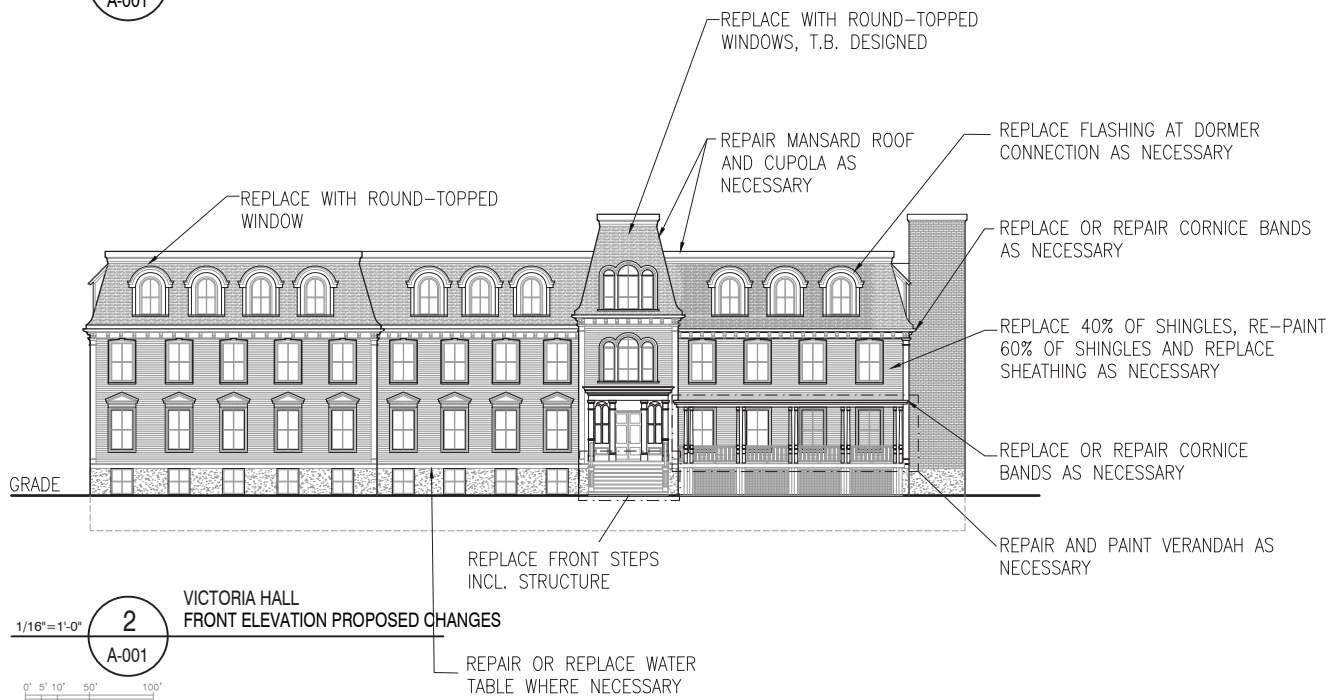 A-001
REPLACE WITH ROUND-TOPPED
WINDOWS, T.B. DESIGNED
REPLACE FLASHING AT DORMER
CONNECTION AS NECESSARY
REPAIR MANSARD ROOF
AND CUPOLA AS
NECESSARY
REPLACE WITH ROUND-TOPPED
WINDOW
REPLACE OR REPAIR CORNICE BANDS
AS NECESSARY
REPLACE 40% OF SHINGLES, RE-PAINT
60% OF SHINGLES AND REPLACE
SHEATHING AS NECESSARY
REPLACE OR REPAIR CORNICE
BANDS AS NECESSARY
GRADE
REPAIR AND PAINT VERANDAH AS
NECESSARY
REPLACE FRONT STEPS
INCL. STRUCTURE
1/16"=1'-0"
2
A-001
VICTORIA HALL
FRONT ELEVATION PROPOSED CHANGES
REPAIR OR REPLACE WATER
TABLE WHERE NECESSARY
0' 5' 10' 50' 100'